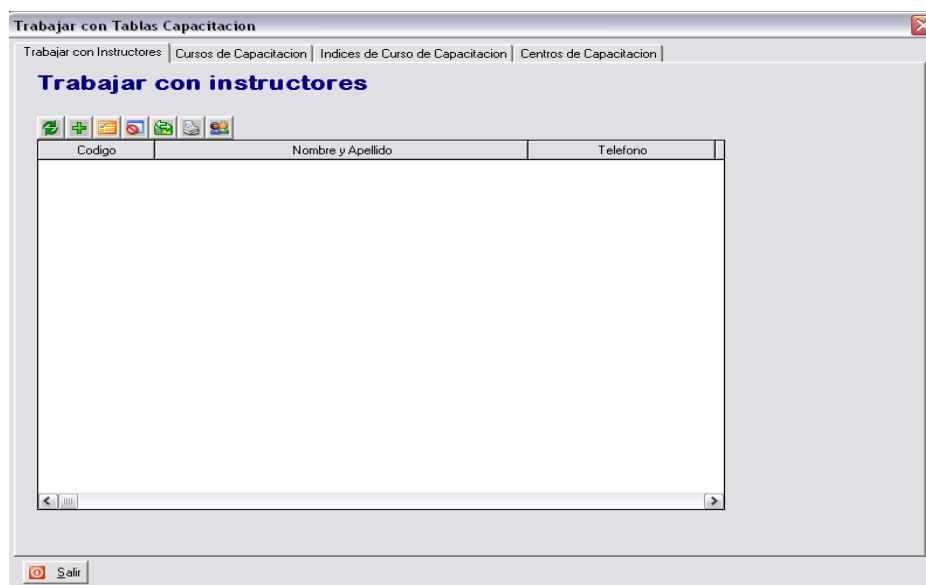 Trabajar con Tablas Capacitacion
Trabajar con Instructores Cursos de Capacitacion Indices de Curso de Capacitacion Centros de Capacitacion
Trabajar con instructores
Codigo Nombre y Apellido Telefono
Salir